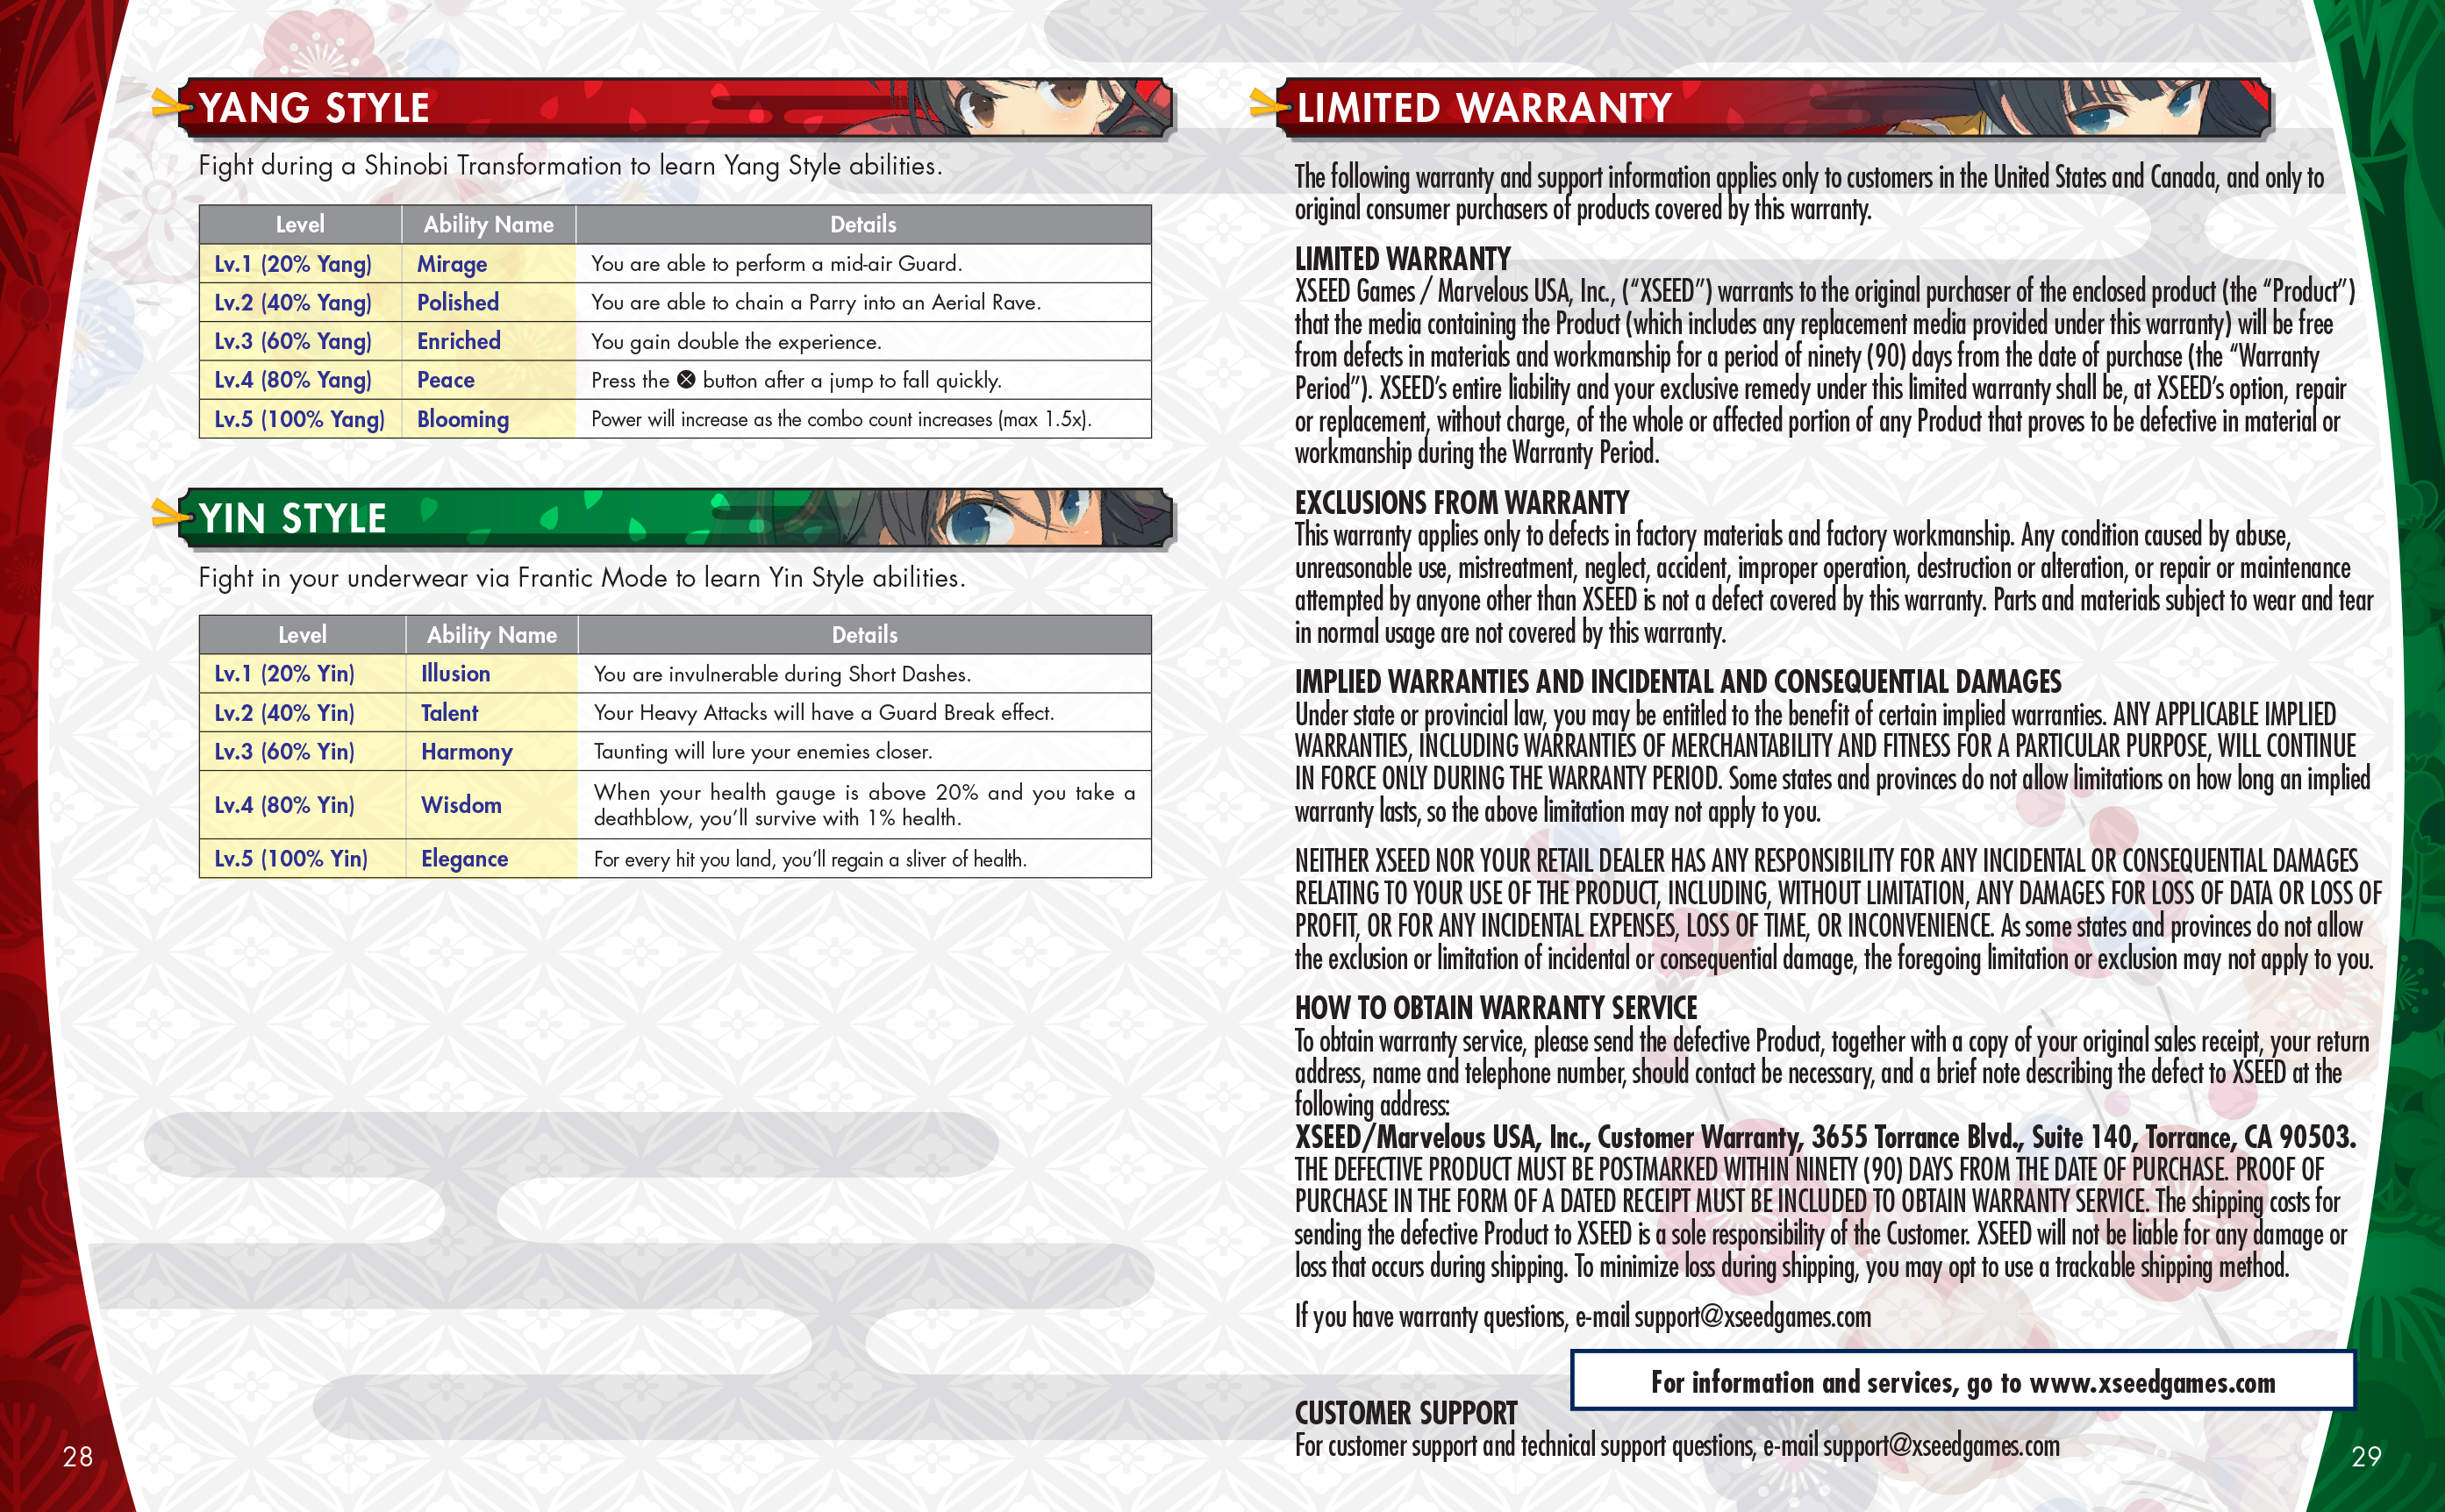 YANG STYLE
Fight during a Shinobi Transformation to learn Yang Style abilities.
Level Ability Name Details
Lv.1 (20% Yang) Mirage You are able to perform a mid-air Guard.
Lv.2 (40% Yang) Polished You are able to chain a Parry into an Aerial Rave.
Lv.3 (60% Yang) Enriched You gain double the experience.
Lv.4 (80% Yang) Peace Press the ⊗ button after a jump to fall quickly.
Lv.5 (100% Yang) Blooming Power will increase as the combo count increases (max 1.5x).
YIN STYLE
Fight in your underwear via Frantic Mode to learn Yin Style abilities.
Level Ability Name Details
Lv.1 (20% Yin) Illusion You are invulnerable during Short Dashes.
Lv.2 (40% Yin) Talent Your Heavy Attacks will have a Guard Break effect.
Lv.3 (60% Yin) Harmony Taunting will lure your enemies closer.
Lv.4 (80% Yin) Wisdom When your health gauge is above 20% and you take a
deathblow, you'll survive with 1% health.
Lv.5 (100% Yin) Elegance For every hit you land, you'll regain a sliver of health.
28
LIMITED WARRANTY
The following warranty and support information applies only to customers in the United States and Canada, and only to
original consumer purchasers of products covered by this warranty.
LIMITED WARRANTY
XSEED Games / Marvelous USA, Inc., (“XSEED”) warrants to the original purchaser of the enclosed product (the “Product”)
that the media containing the Product (which includes any replacement media provided under this warranty) will be free
from defects in materials and workmanship for a period of ninety (90) days from the date of purchase (the “Warranty
Period”). XSEED’s entire liability and your exclusive remedy under this limited warranty shall be, at XSEED’s option, repair
or replacement, without charge, of the whole or affected portion of any Product that proves to be defective in material or
workmanship during the Warranty Period.
EXCLUSIONS FROM WARRANTY
This warranty applies only to defects in factory materials and factory workmanship. Any condition caused by abuse,
unreasonable use, mistreatment, neglect, accident, improper operation, destruction or alteration, or repair or maintenance
attempted by anyone other than XSEED is not a defect covered by this warranty. Parts and materials subject to wear and tear
in normal usage are not covered by this warranty.
IMPLIED WARRANTIES AND INCIDENTAL AND CONSEQUENTIAL DAMAGES
Under state or provincial law, you may be entitled to the benefit of certain implied warranties. ANY APPLICABLE IMPLIED
WARRANTIES, INCLUDING WARRANTIES OF MERCHANTABILITY AND FITNESS FOR A PARTICULAR PURPOSE, WILL CONTINUE
IN FORCE ONLY DURING THE WARRANTY PERIOD. Some states and provinces do not allow limitations on how long an implied
warranty lasts, so the above limitation may not apply to you.
NEITHER XSEED NOR YOUR RETAIL DEALER HAS ANY RESPONSIBILITY FOR ANY INCIDENTAL OR CONSEQUENTIAL DAMAGES
RELATING TO YOUR USE OF THE PRODUCT, INCLUDING, WITHOUT LIMITATION, ANY DAMAGES FOR LOSS OF DATA OR LOSS OF
PROFIT, OR FOR ANY INCIDENTAL EXPENSES, LOSS OF TIME, OR INCONVENIENCE. As some states and provinces do not allow
the exclusion or limitation of incidental or consequential damage, the foregoing limitation or exclusion may not apply to you.
HOW TO OBTAIN WARRANTY SERVICE
To obtain warranty service, please send the defective Product, together with a copy of your original sales receipt, your return
address, name and telephone number, should contact be necessary, and a brief note describing the defect to XSEED at the
following address:
XSEED/Marvelous USA, Inc., Customer Warranty, 3655 Torrance Blvd., Suite 140, Torrance, CA 90503.
THE DEFECTIVE PRODUCT MUST BE POSTMARKED WITHIN NINETY (90) DAYS FROM THE DATE OF PURCHASE. PROOF OF
PURCHASE IN THE FORM OF A DATED RECEIPT MUST BE INCLUDED TO OBTAIN WARRANTY SERVICE. The shipping costs for
sending the defective Product to XSEED is a sole responsibility of the Customer. XSEED will not be liable for any damage or
loss that occurs during shipping. To minimize loss during shipping, you may opt to use a trackable shipping method.
If you have warranty questions, e-mail support@xseedgames.com
For information and services, go to www.xseedgames.com
CUSTOMER SUPPORT
For customer support and technical support questions, e-mail support@xseedgames.com
29